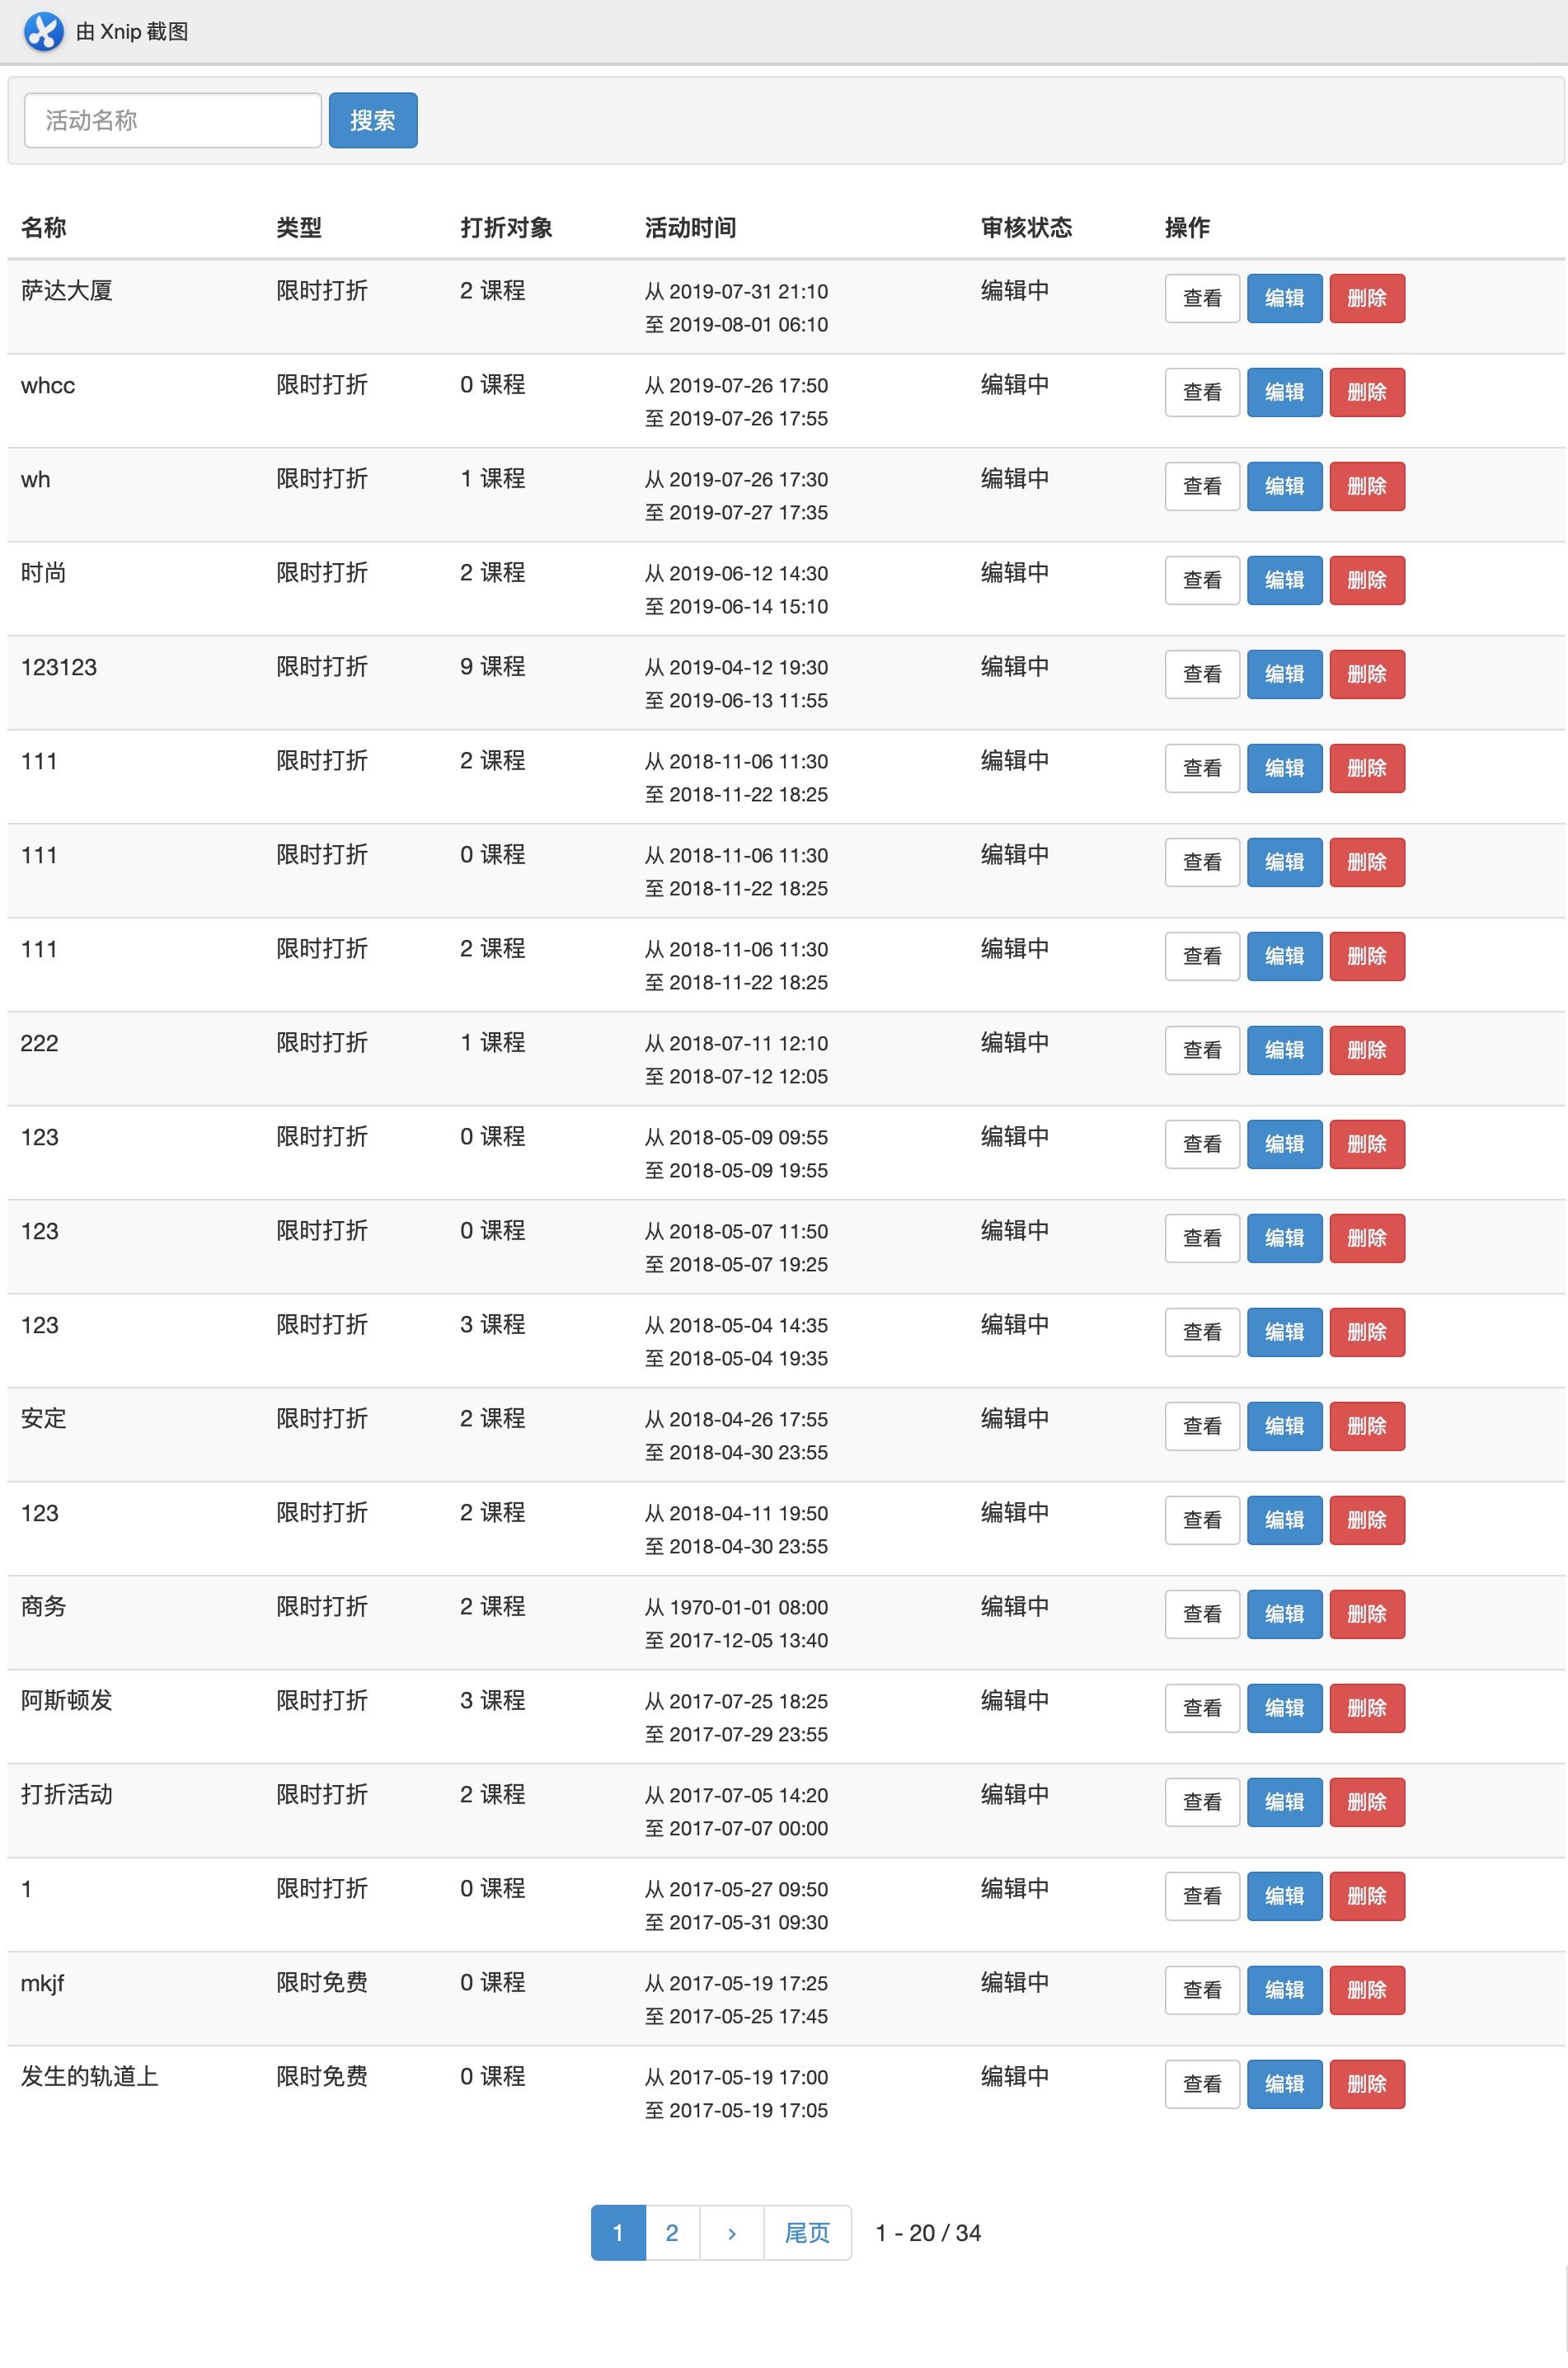 由 Xnip 截图
活动名称 搜索
名称 类型 打折对象 活动时间 审核状态 操作
萨达大厦 限时打折 2 课程 从 2019-07-31 21:10 编辑中 查看 编辑 删除
至 2019-08-01 06:10
whcc 限时打折 0 课程 从 2019-07-26 17:50 编辑中 查看 编辑 删除
至 2019-07-26 17:55
wh 限时打折 1 课程 从 2019-07-26 17:30 编辑中 查看 编辑 删除
至 2019-07-27 17:35
时尚 限时打折 2 课程 从 2019-06-12 14:30 编辑中 查看 编辑 删除
至 2019-06-14 15:10
123123 限时打折 9 课程 从 2019-04-12 19:30 编辑中 查看 编辑 删除
至 2019-06-13 11:55
111 限时打折 2 课程 从 2018-11-06 11:30 编辑中 查看 编辑 删除
至 2018-11-22 18:25
111 限时打折 0 课程 从 2018-11-06 11:30 编辑中 查看 编辑 删除
至 2018-11-22 18:25
111 限时打折 2 课程 从 2018-11-06 11:30 编辑中 查看 编辑 删除
至 2018-11-22 18:25
222 限时打折 1 课程 从 2018-07-11 12:10 编辑中 查看 编辑 删除
至 2018-07-12 12:05
123 限时打折 0 课程 从 2018-05-09 09:55 编辑中 查看 编辑 删除
至 2018-05-09 19:55
123 限时打折 0 课程 从 2018-05-07 11:50 编辑中 查看 编辑 删除
至 2018-05-07 19:25
123 限时打折 3 课程 从 2018-05-04 14:35 编辑中 查看 编辑 删除
至 2018-05-04 19:35
安定 限时打折 2 课程 从 2018-04-26 17:55 编辑中 查看 编辑 删除
至 2018-04-30 23:55
123 限时打折 2 课程 从 2018-04-11 19:50 编辑中 查看 编辑 删除
至 2018-04-30 23:55
商务 限时打折 2 课程 从 1970-01-01 08:00 编辑中 查看 编辑 删除
至 2017-12-05 13:40
阿斯顿发 限时打折 3 课程 从 2017-07-25 18:25 编辑中 查看 编辑 删除
至 2017-07-29 23:55
打折活动 限时打折 2 课程 从 2017-07-05 14:20 编辑中 查看 编辑 删除
至 2017-07-07 00:00
1 限时打折 0 课程 从 2017-05-27 09:50 编辑中 查看 编辑 删除
至 2017-05-31 09:30
mkjf 限时免费 0 课程 从 2017-05-19 17:25 编辑中 查看 编辑 删除
至 2017-05-25 17:45
发生的轨道上 限时免费 0 课程 从 2017-05-19 17:00 编辑中 查看 编辑 删除
至 2017-05-19 17:05
1 2 › 尾页 1 - 20 / 34